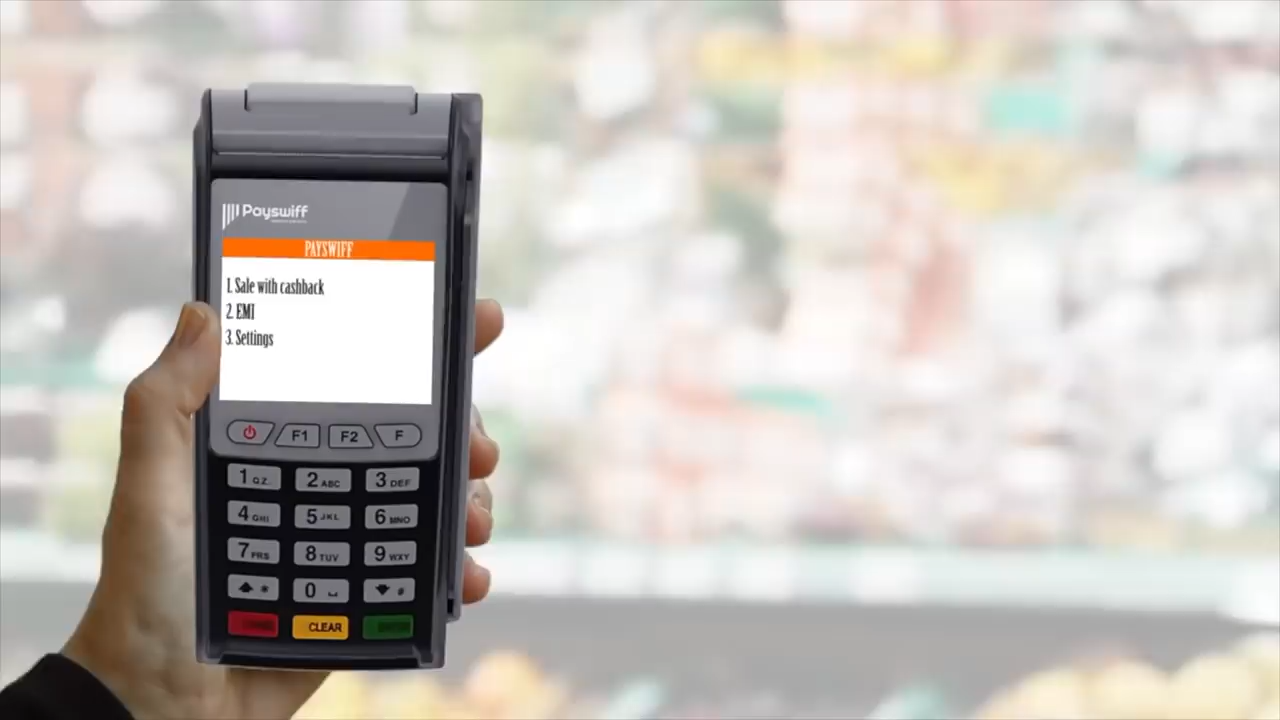 Payswiff
PAYSWIFF
1. Sale with cashback
2. EMI
3. Settings
F1 F2 F
1 QZ. 2 ABC 3 DEF
4 GHI 5 JKL 6 MNO
7 PRS 8 TUV 9 WXY
* 0 #
CLEAR